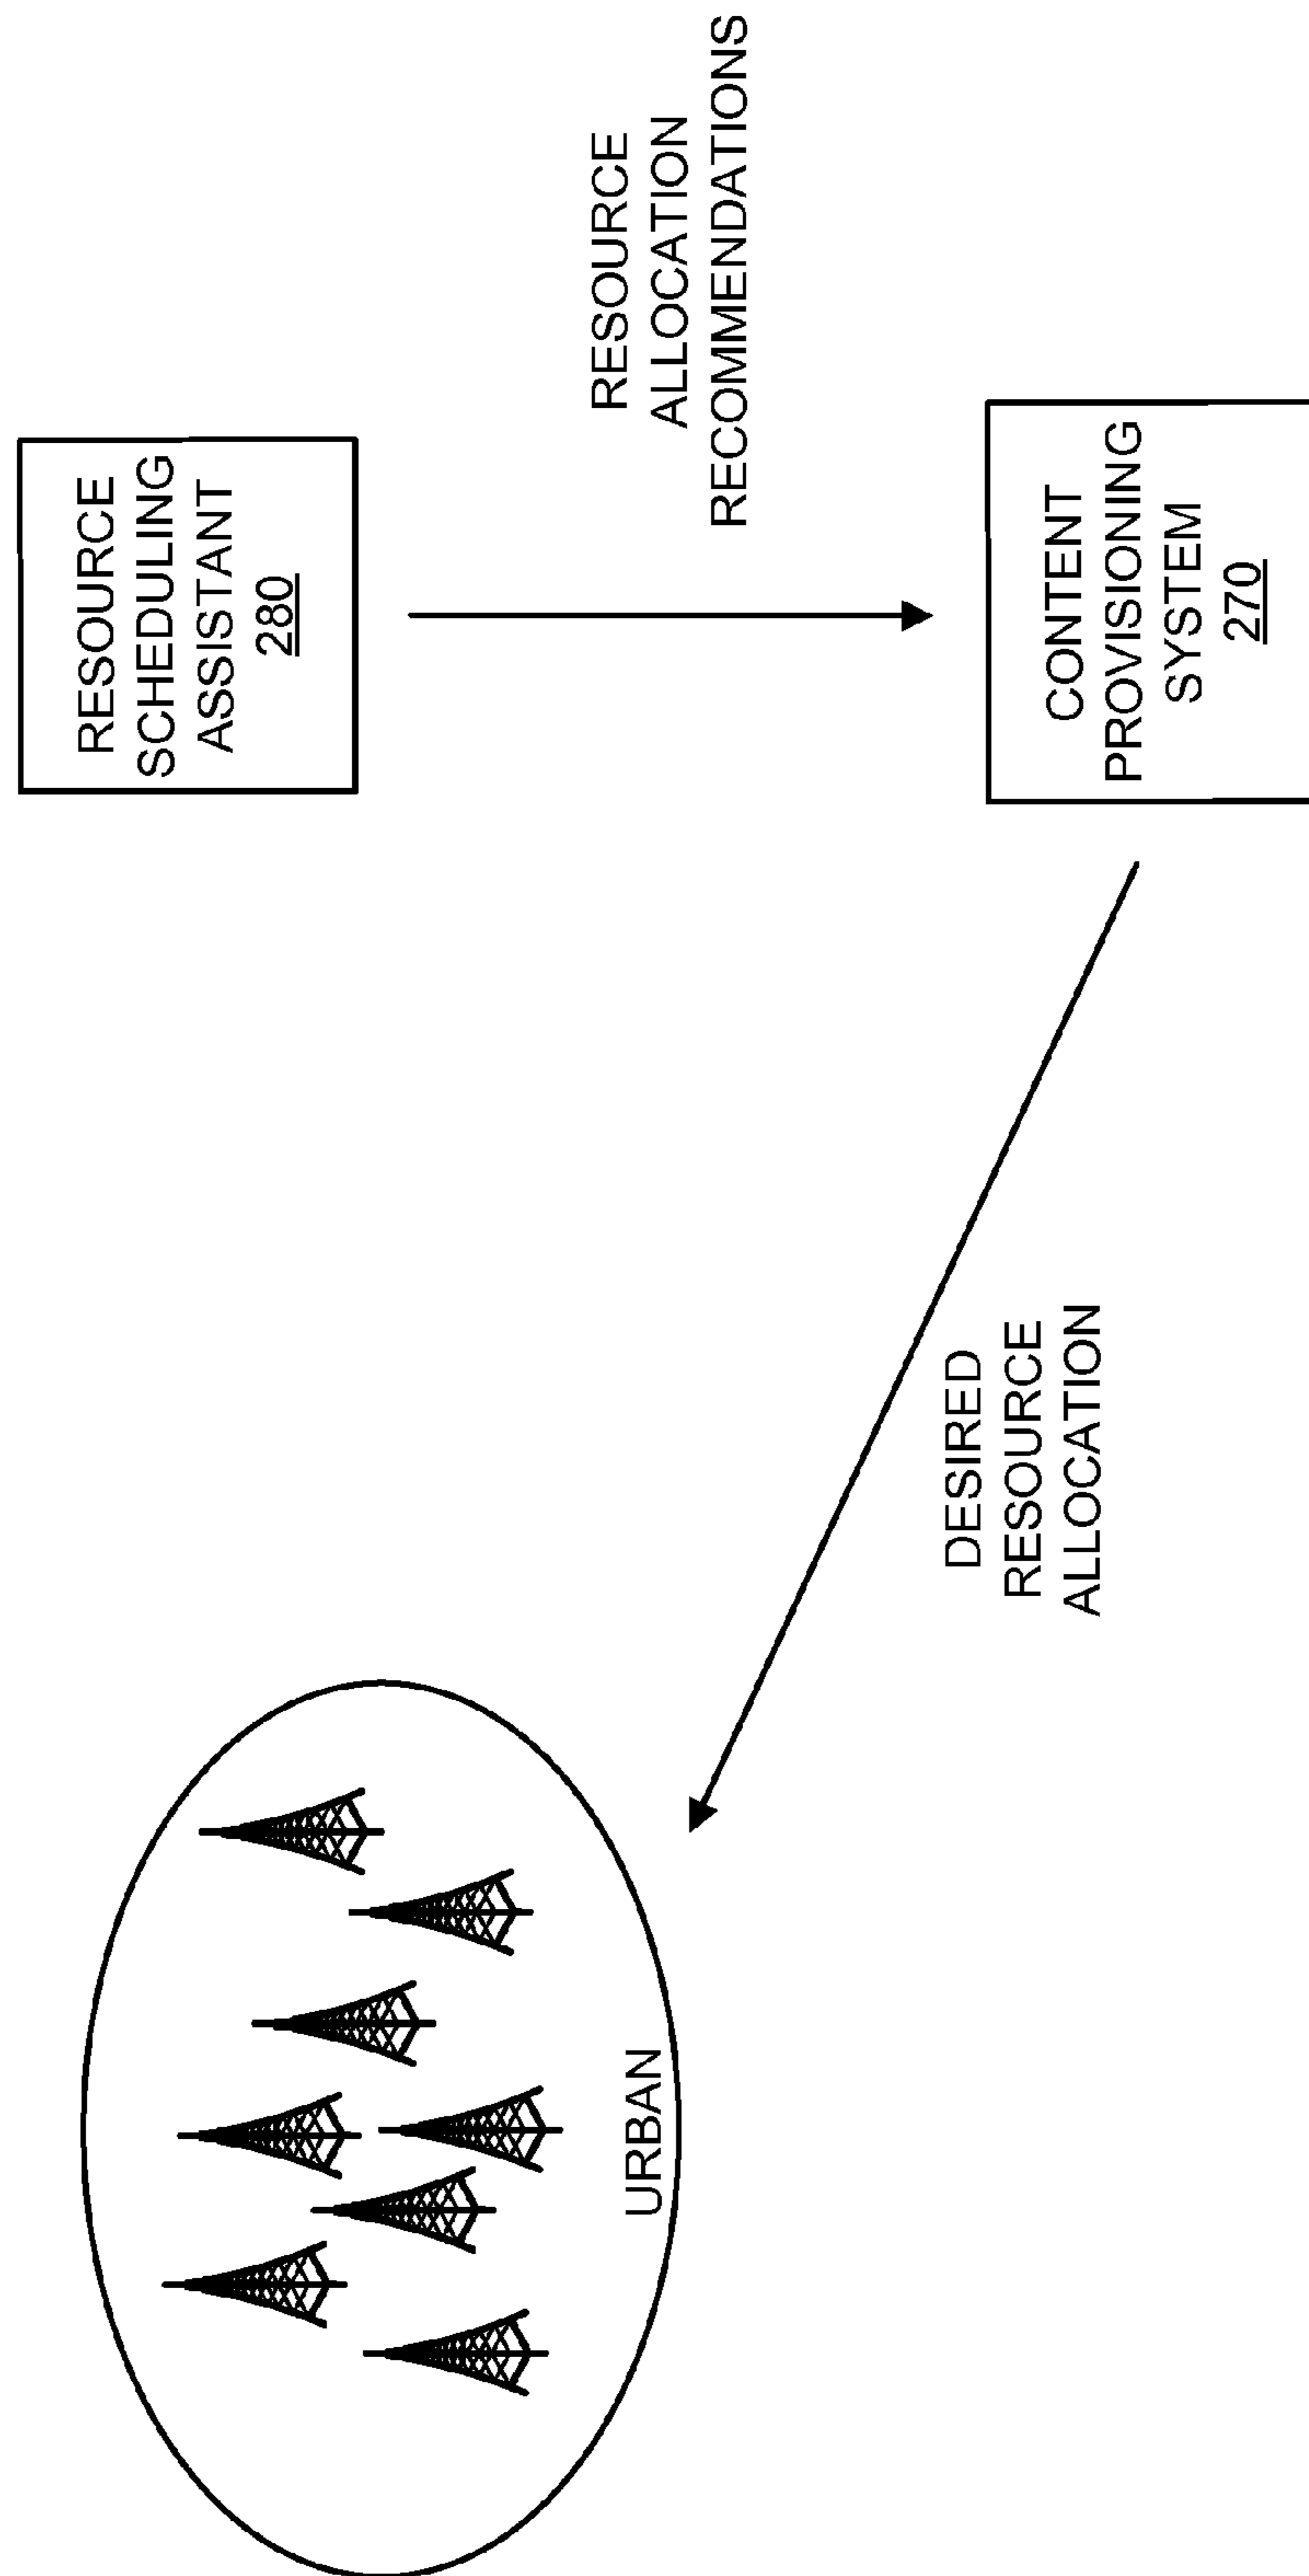 RESOURCE
SCHEDULING
ASSISTANT
280
RESOURCE
ALLOCATION
RECOMMENDATIONS
CONTENT
PROVISIONING
SYSTEM
270
DESIRED
RESOURCE
ALLOCATION
URBAN